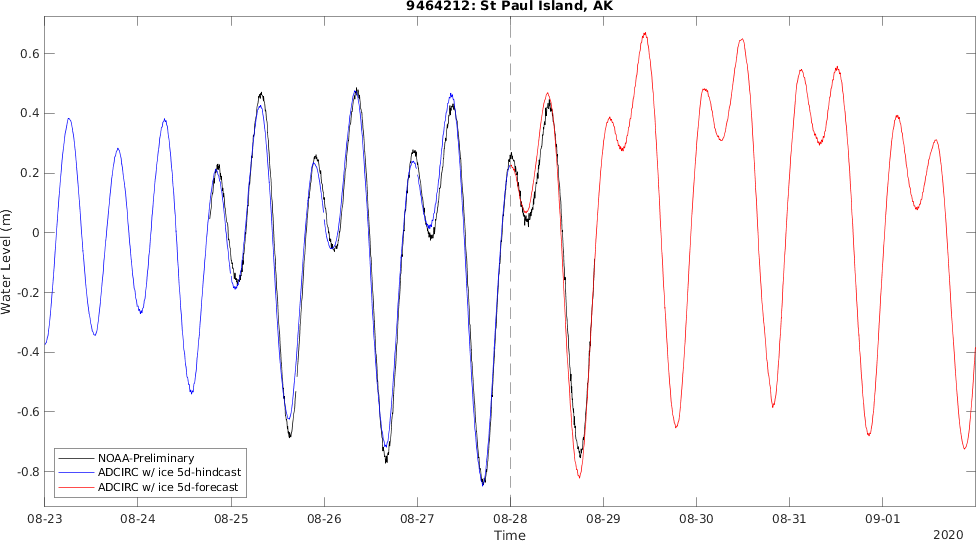 9464212: St Paul Island, AK
Water Level (m)
0.6
0.4
0.2
0
-0.2
-0.4
-0.6
-0.8
NOAA-Preliminary
ADCIRC w/ ice 5d-hindcast
ADCIRC w/ ice 5d-forecast
08-23 08-24 08-25 08-26 08-27 08-28 08-29 08-30 08-31 09-01
Time
2020